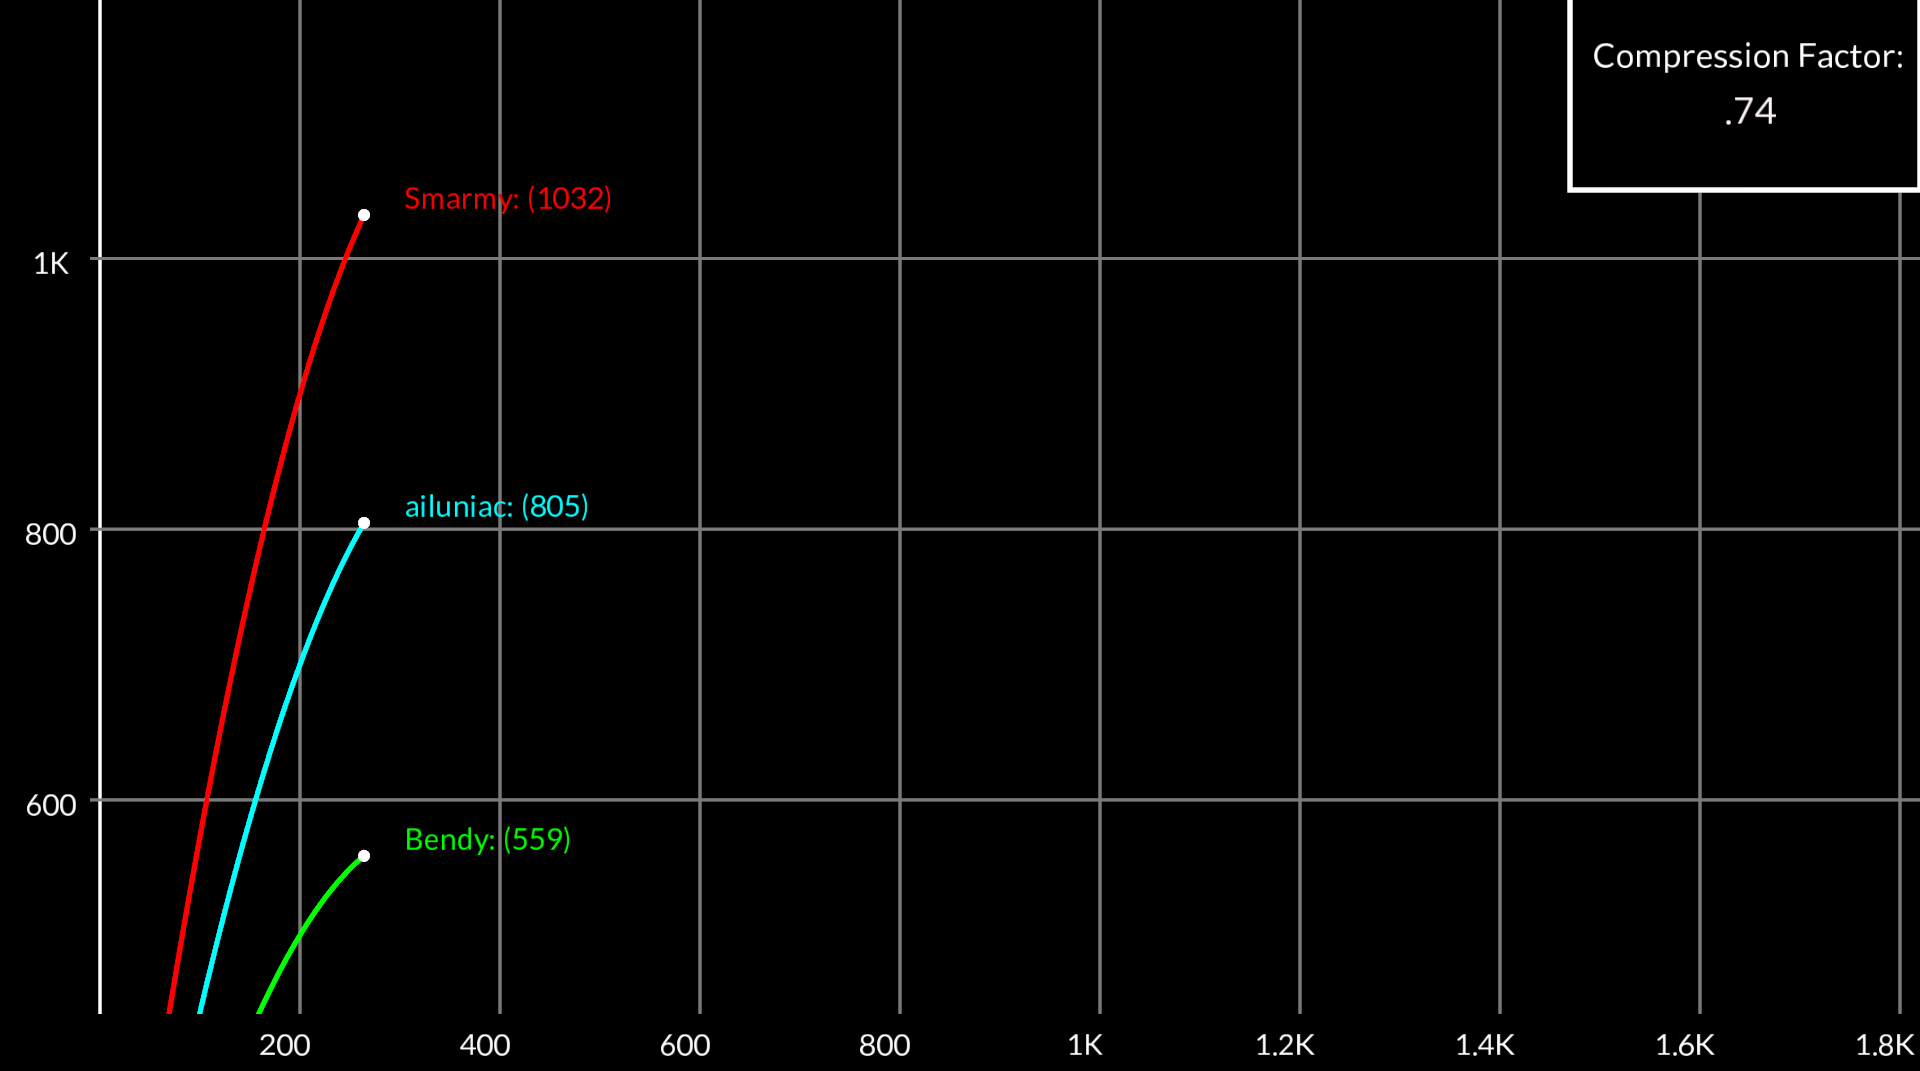 Compression Factor:
.74
Smarmy: (1032)
1K
ailuniac: (805)
800
600
Bendy: (559)
200 400 600 800 1K 1.2K 1.4K 1.6K 1.8K